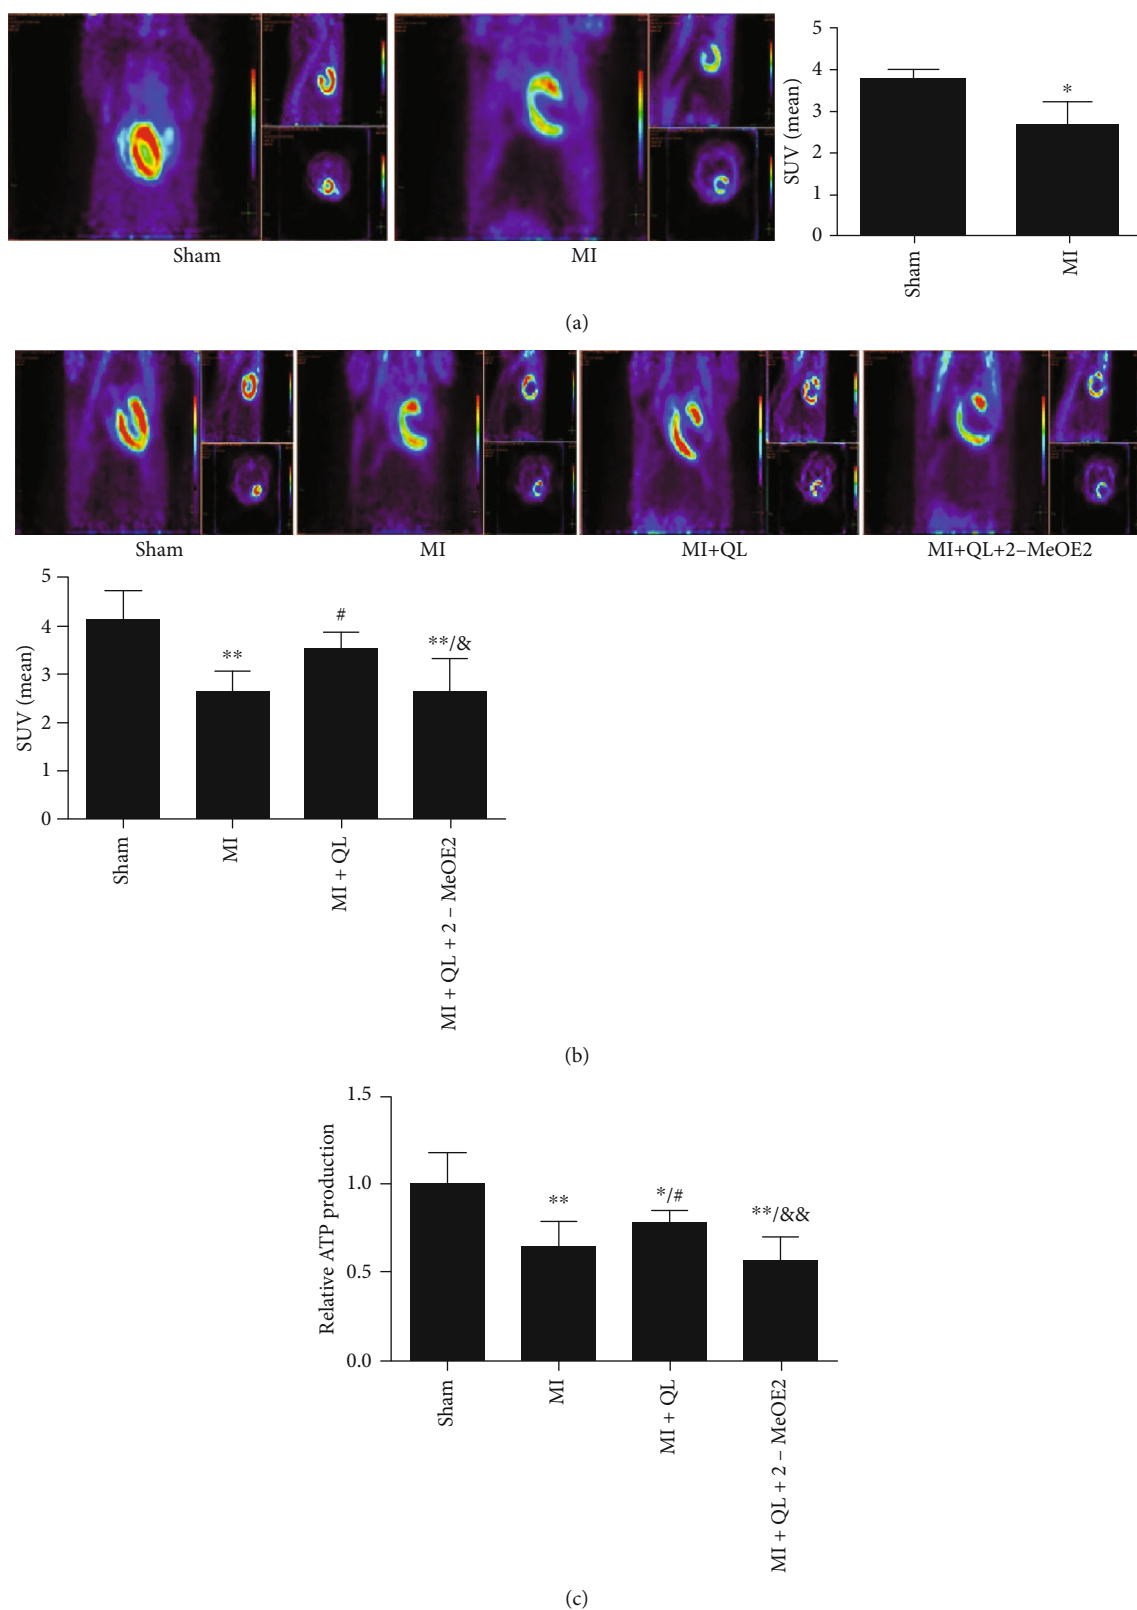 Sham
MI
SUV (mean)
5
4
3
2
1
0
*
Sham
MI
(a)
Sham
MI
MI+QL
MI+QL+2–MeOE2
SUV (mean)
5
4
3
2
1
0
**
#
**/&
Sham
MI
MI + QL
MI + QL + 2 – MeOE2
(b)
Relative ATP production
1.5
1.0
0.5
0.0
**
*/#
**/&&
Sham
MI
MI + QL
MI + QL + 2 – MeOE2
(c)